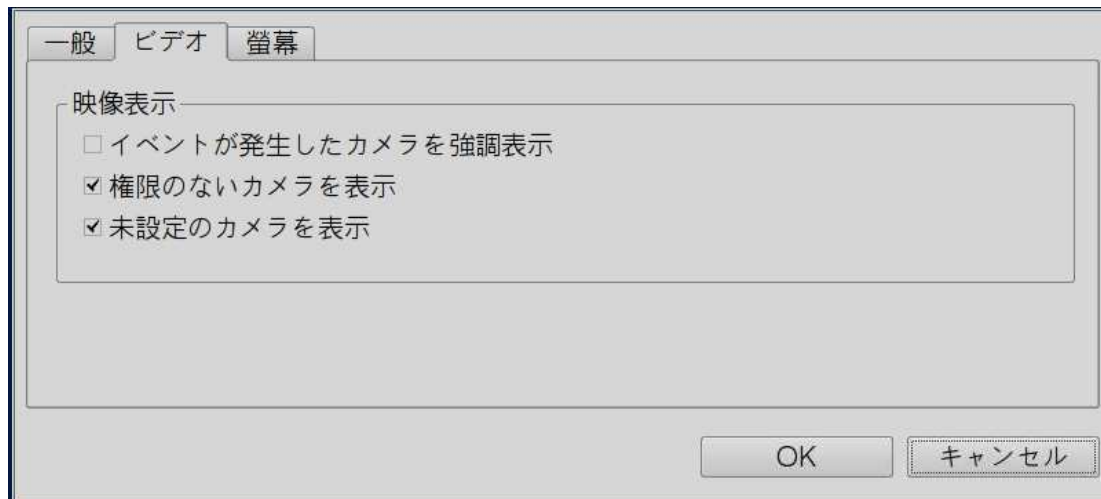 一般 ビデオ 螢幕
映像表示
イベントが発生したカメラを強調表示
権限のないカメラを表示
未設定のカメラを表示
OK キャンセル